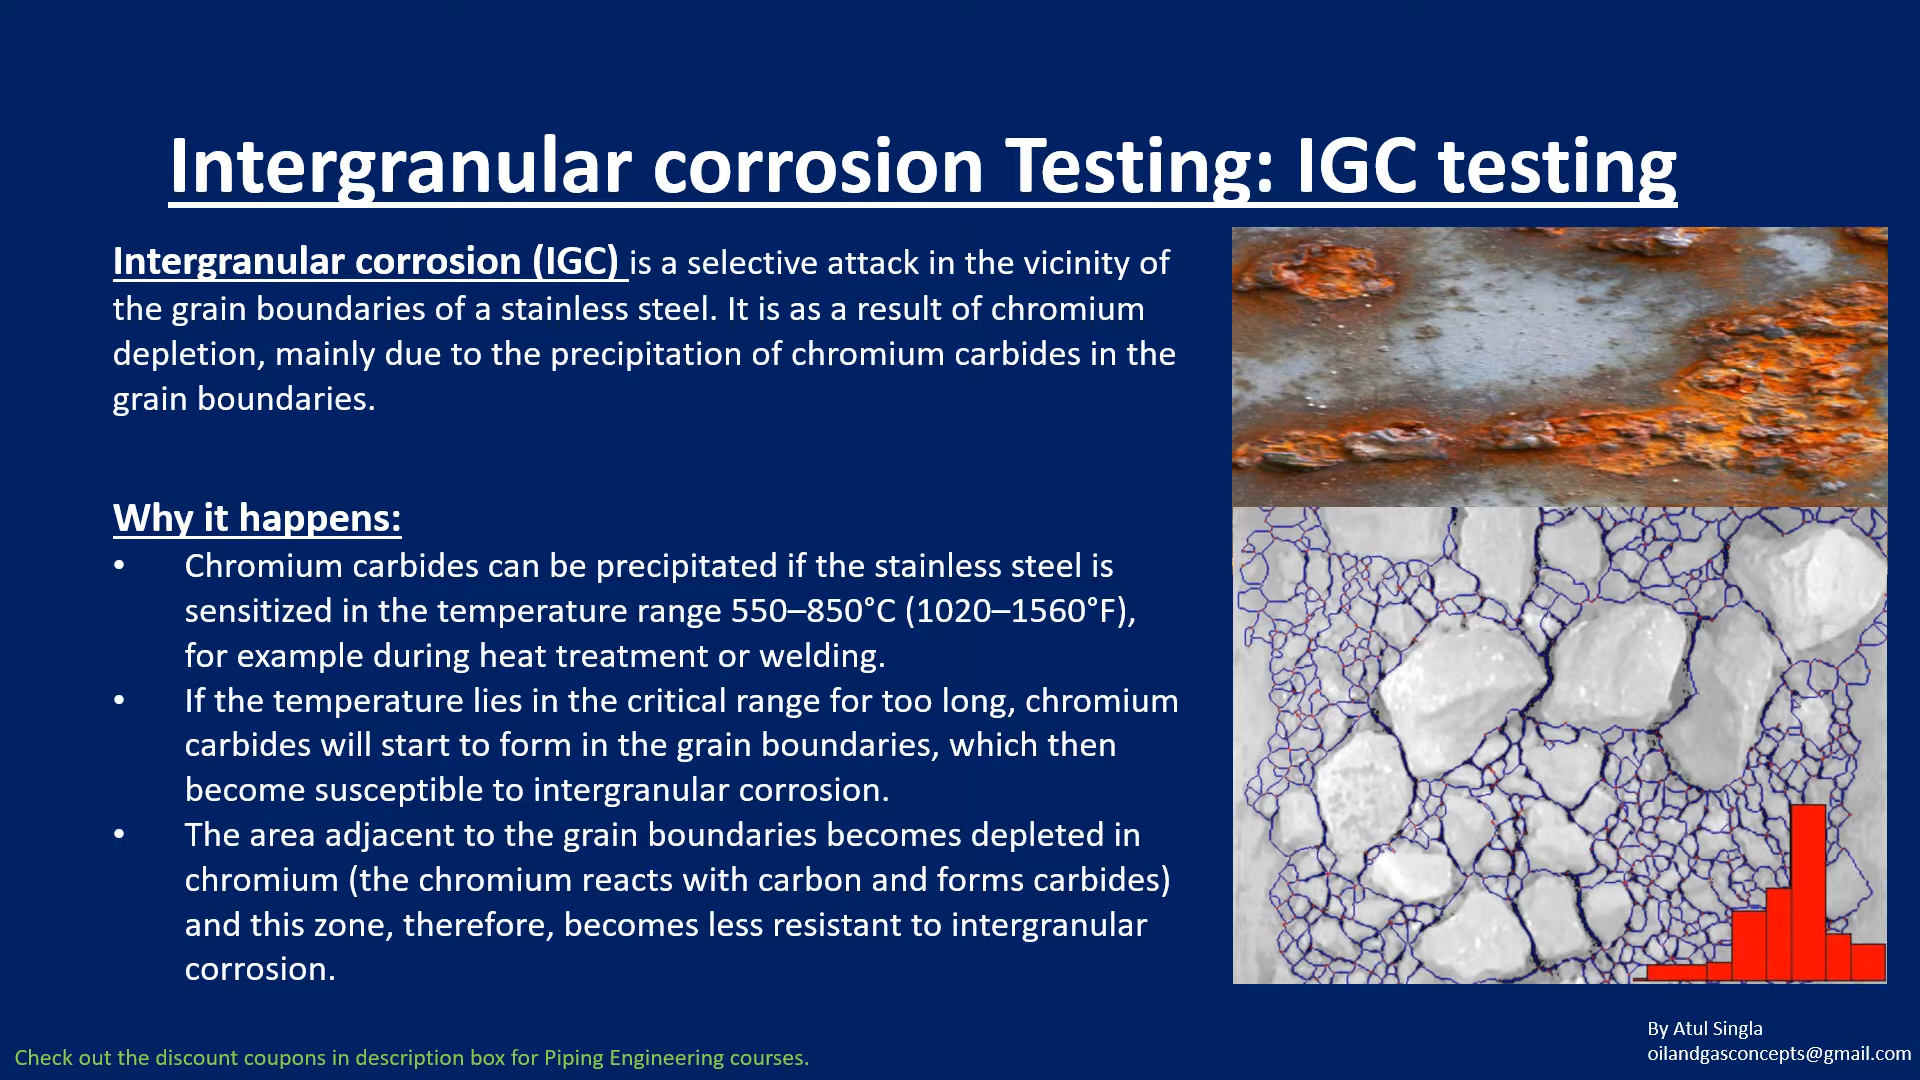 Intergranular corrosion Testing: IGC testing
Intergranular corrosion (IGC) is a selective attack in the vicinity of
the grain boundaries of a stainless steel. It is as a result of chromium
depletion, mainly due to the precipitation of chromium carbides in the
grain boundaries.
Why it happens:
• Chromium carbides can be precipitated if the stainless steel is
sensitized in the temperature range 550–850°C (1020–1560°F),
for example during heat treatment or welding.
• If the temperature lies in the critical range for too long, chromium
carbides will start to form in the grain boundaries, which then
become susceptible to intergranular corrosion.
• The area adjacent to the grain boundaries becomes depleted in
chromium (the chromium reacts with carbon and forms carbides)
and this zone, therefore, becomes less resistant to intergranular
corrosion.
By Atul Singla
oilandgasconcepts@gmail.com
Check out the discount coupons in description box for Piping Engineering courses.